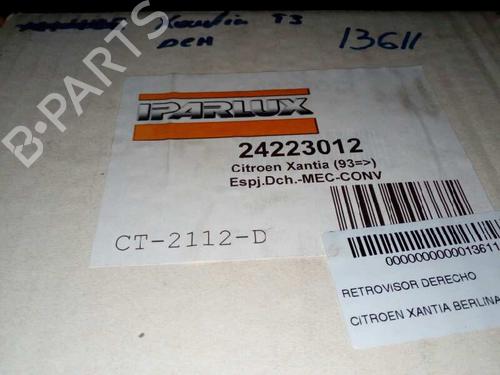 Xantia T3
DCH
13611
B-PARTS
IPARLUX
24223012
Citroen Xantia (93=>)
Espj.Dch.-MEC-CONV
CT-2112-D
0000000000013611
RETROVISOR DERECHO
CITROEN XANTIA BERLINA